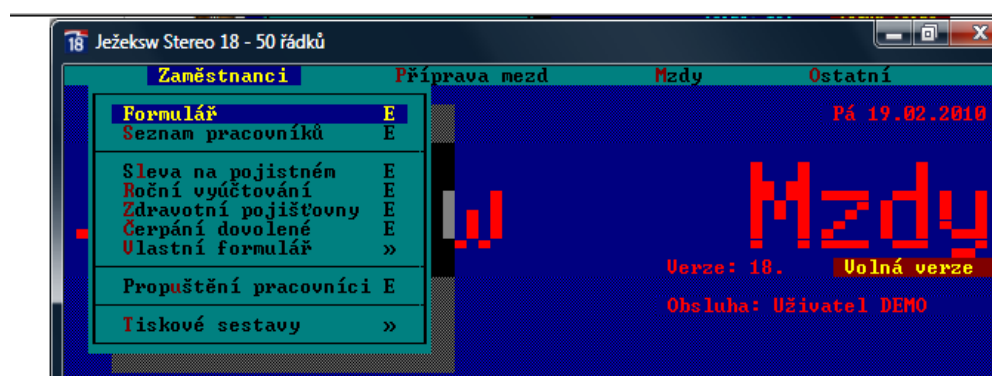 18 Ježeksw Stereo 18 - 50 řádků
Zaměstnanci Příprava mezd Mzdy Ostatní
Formulář E
Seznam pracovníků E
Sleva na pojistném E
Roční vyúčtování E
Zdravotní pojišťovny E
Čerpání dovolené E
Vlastní formulář »
Propuštění pracovníci E
Tiskové sestavy »
Pá 19.02.2010
Mzdy
Verze: 18. Volná verze
Obsluha: Uživatel DEMO